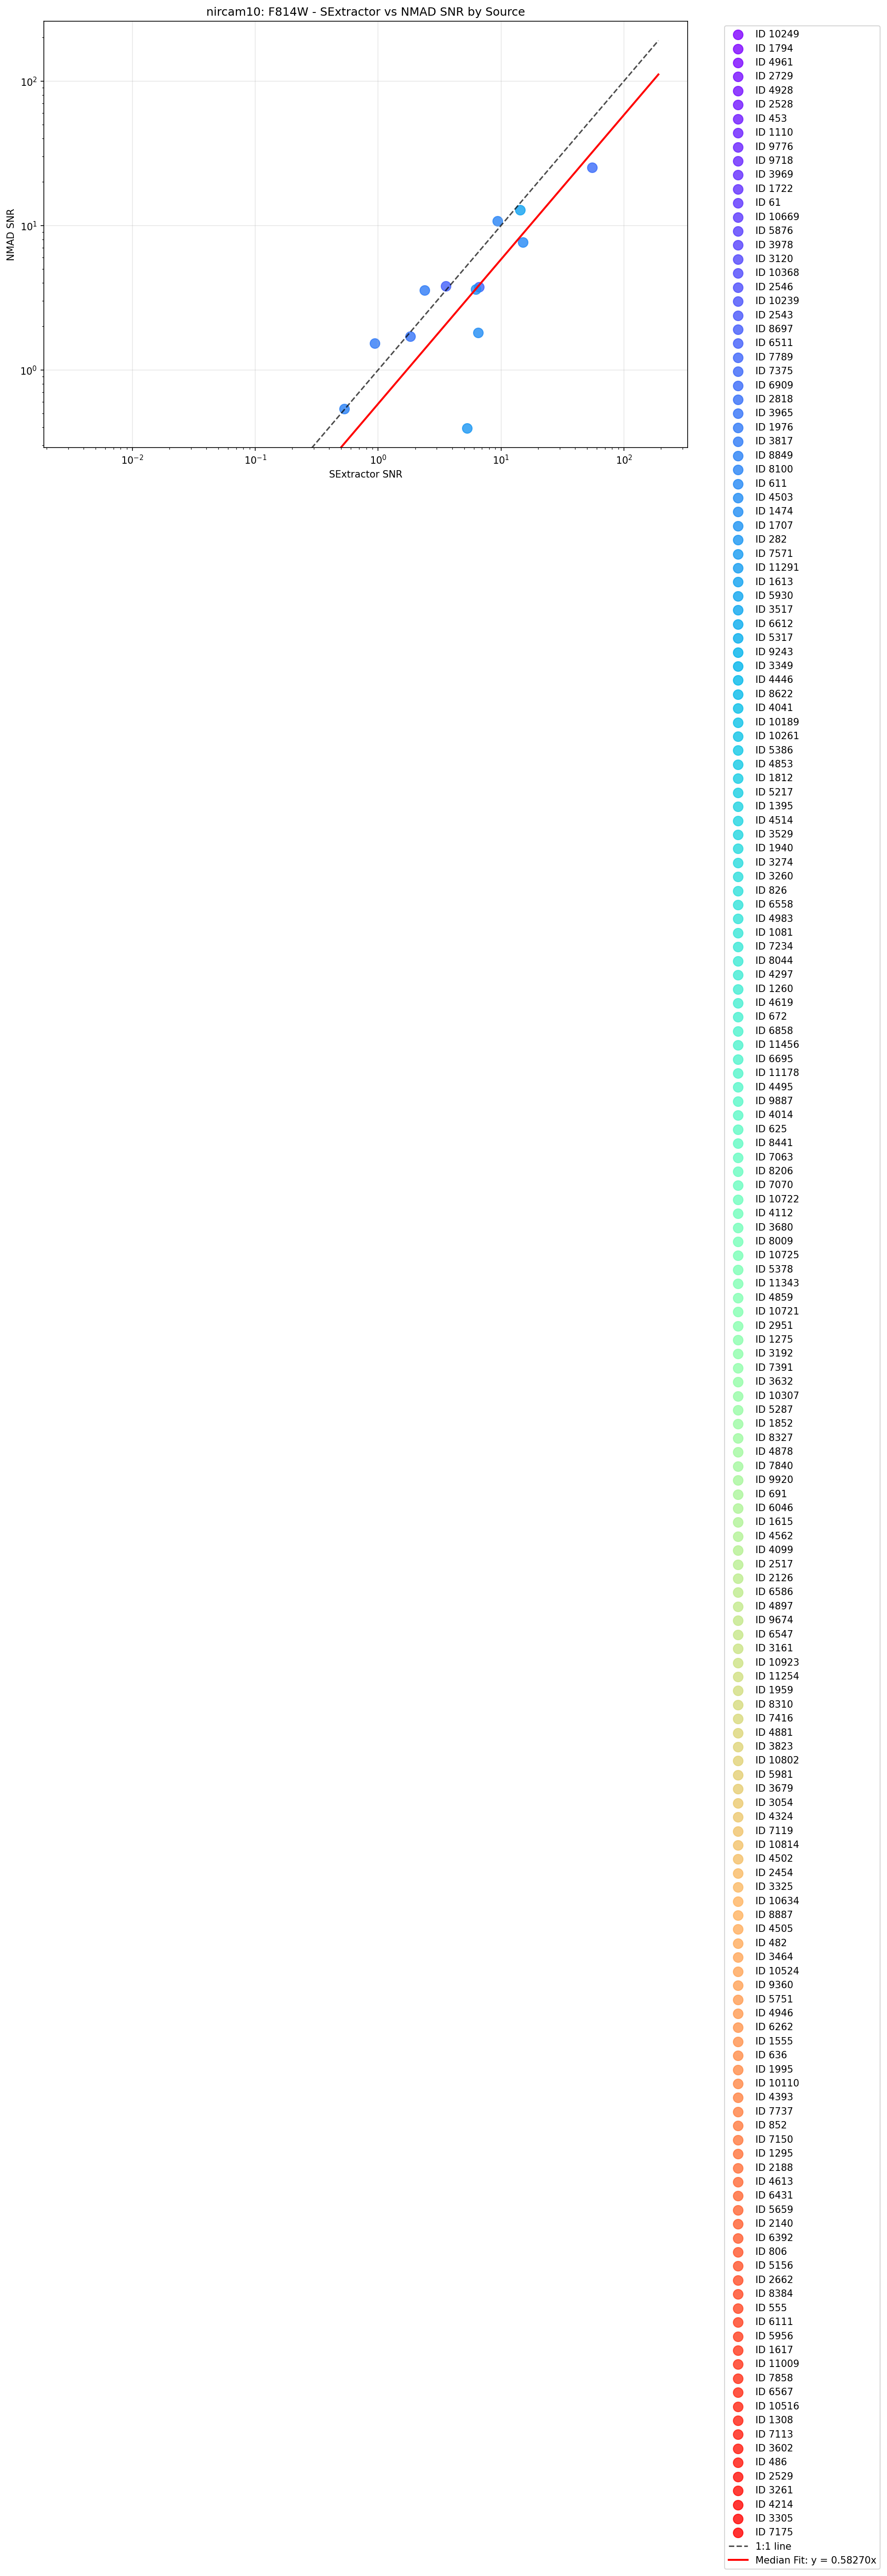 nircam10: F814W - SExtractor vs NMAD SNR by Source
NMAD SNR
10²
10¹
10⁰
10⁻²
10⁻¹
10⁰
10¹
10²
SExtractor SNR
ID 10249
ID 1794
ID 4961
ID 2729
ID 4928
ID 2528
ID 453
ID 1110
ID 9776
ID 9718
ID 3969
ID 1722
ID 61
ID 10669
ID 5876
ID 3978
ID 3120
ID 10368
ID 2546
ID 10239
ID 2543
ID 8697
ID 6511
ID 7789
ID 7375
ID 6909
ID 2818
ID 3965
ID 1976
ID 3817
ID 8849
ID 8100
ID 611
ID 4503
ID 1474
ID 1707
ID 282
ID 7571
ID 11291
ID 1613
ID 5930
ID 3517
ID 6612
ID 5317
ID 9243
ID 3349
ID 4446
ID 8622
ID 4041
ID 10189
ID 10261
ID 5386
ID 4853
ID 1812
ID 5217
ID 1395
ID 4514
ID 3529
ID 1940
ID 3274
ID 3260
ID 826
ID 6558
ID 4983
ID 1081
ID 7234
ID 8044
ID 4297
ID 1260
ID 4619
ID 672
ID 6858
ID 11456
ID 6695
ID 11178
ID 4495
ID 9887
ID 4014
ID 625
ID 8441
ID 7063
ID 8206
ID 7070
ID 10722
ID 4112
ID 3680
ID 8009
ID 10725
ID 5378
ID 11343
ID 4859
ID 10721
ID 2951
ID 1275
ID 3192
ID 7391
ID 3632
ID 10307
ID 5287
ID 1852
ID 8327
ID 4878
ID 7840
ID 9920
ID 691
ID 6046
ID 1615
ID 4562
ID 4099
ID 2517
ID 2126
ID 6586
ID 4897
ID 9674
ID 6547
ID 3161
ID 10923
ID 11254
ID 1959
ID 8310
ID 7416
ID 4881
ID 3823
ID 10802
ID 5981
ID 3679
ID 3054
ID 4324
ID 7119
ID 10814
ID 4502
ID 2454
ID 3325
ID 10634
ID 8887
ID 4505
ID 482
ID 3464
ID 10524
ID 9360
ID 5751
ID 4946
ID 6262
ID 1555
ID 636
ID 1995
ID 10110
ID 4393
ID 7737
ID 852
ID 7150
ID 1295
ID 2188
ID 4613
ID 6431
ID 5659
ID 2140
ID 6392
ID 806
ID 5156
ID 2662
ID 8384
ID 555
ID 6111
ID 5956
ID 1617
ID 11009
ID 7858
ID 6567
ID 10516
ID 1308
ID 7113
ID 3602
ID 486
ID 2529
ID 3261
ID 4214
ID 3305
ID 7175
1:1 line
Median Fit: y = 0.58270x